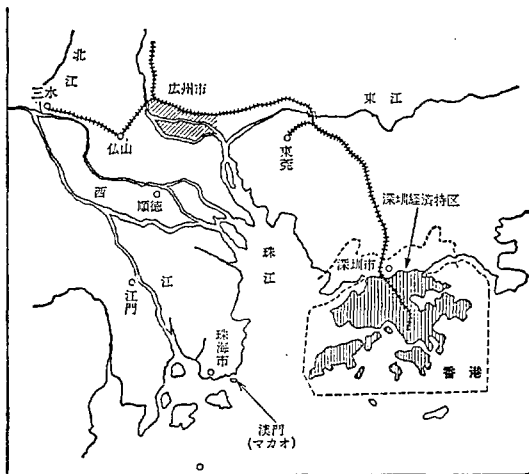 北江
三水
広州市
東江
仏山
東莞
西江
順徳
深圳経済特区
珠江
深圳市
江門
珠海市
香港
澳門
(マカオ)